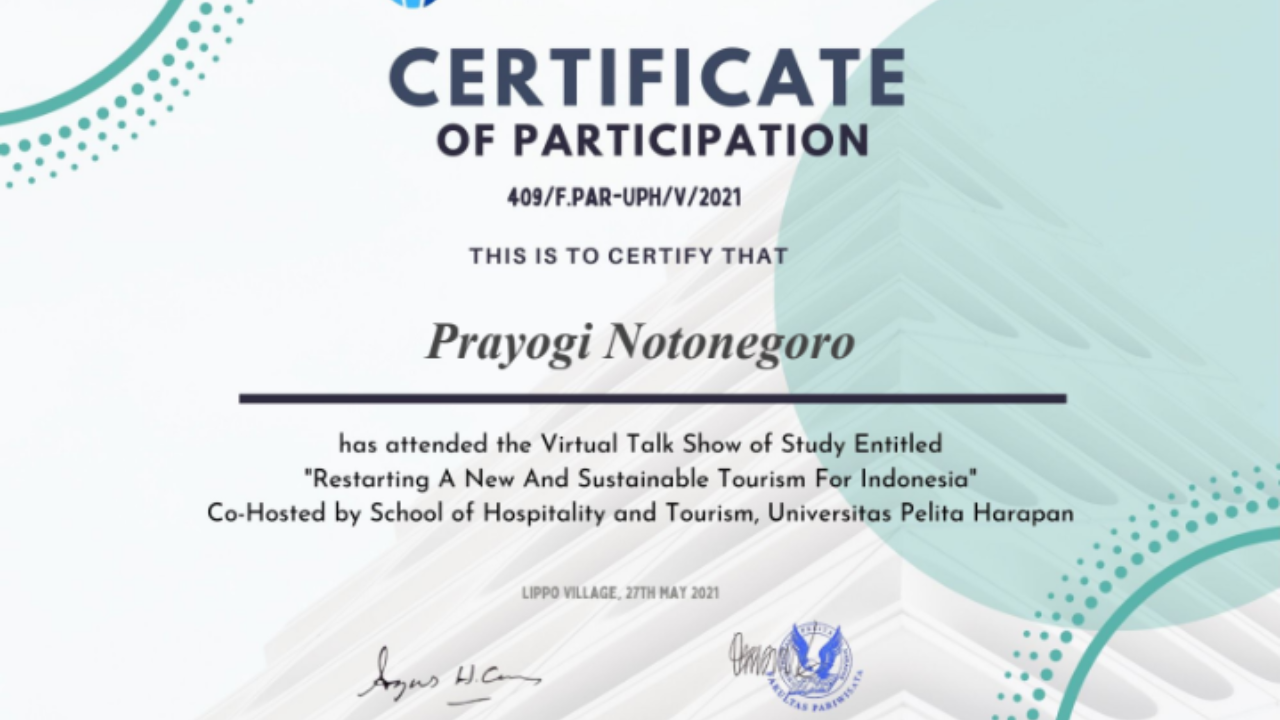 CERTIFICATE
OF PARTICIPATION
409/F.PAR-UPH/V/2021
THIS IS TO CERTIFY THAT
Prayogi Notonegoro
has attended the Virtual Talk Show of Study Entitled
"Restarting A New And Sustainable Tourism For Indonesia"
Co-Hosted by School of Hospitality and Tourism, Universitas Pelita Harapan
LIPPO VILLAGE, 27TH MAY 2021
PELITA
FAKULTAS PARIWISATA